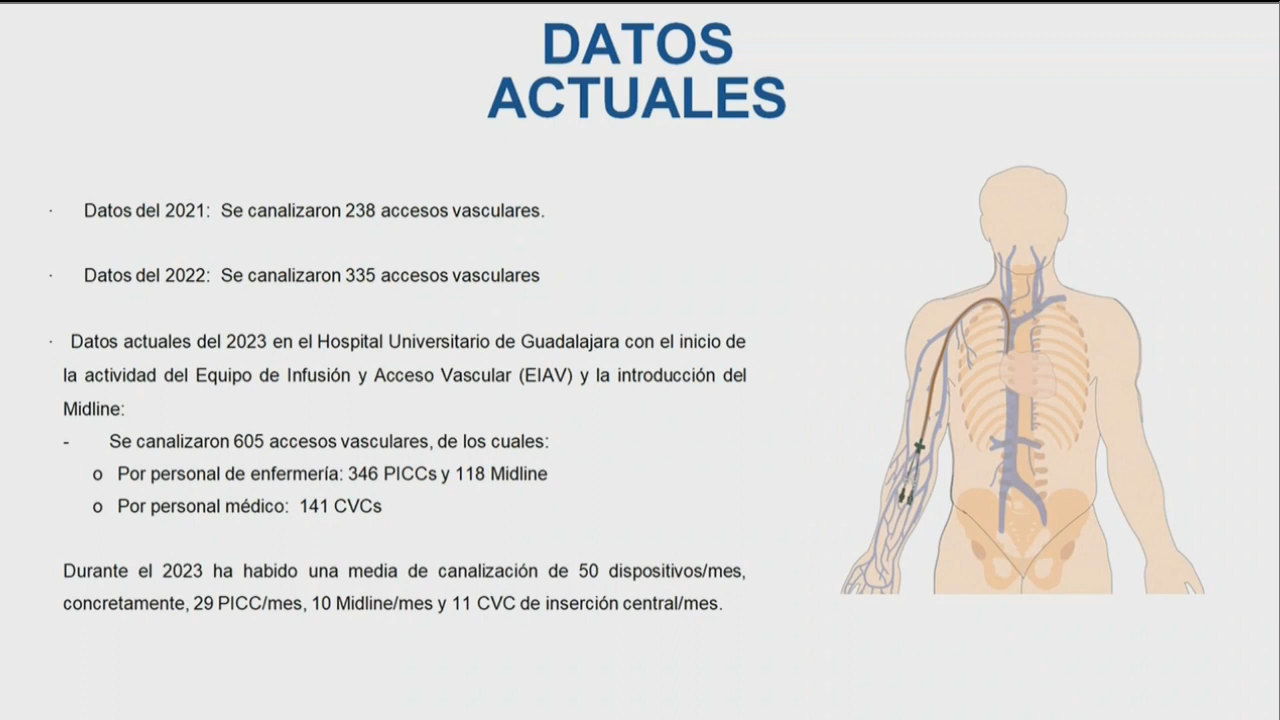 DATOS
ACTUALES
· Datos del 2021: Se canalizaron 238 accesos vasculares.
· Datos del 2022: Se canalizaron 335 accesos vasculares
· Datos actuales del 2023 en el Hospital Universitario de Guadalajara con el inicio de
la actividad del Equipo de Infusión y Acceso Vascular (EIAV) y la introducción del
Midline:
- Se canalizaron 605 accesos vasculares, de los cuales:
o Por personal de enfermería: 346 PICCs y 118 Midline
o Por personal médico: 141 CVCs
Durante el 2023 ha habido una media de canalización de 50 dispositivos/mes,
concretamente, 29 PICC/mes, 10 Midline/mes y 11 CVC de inserción central/mes.